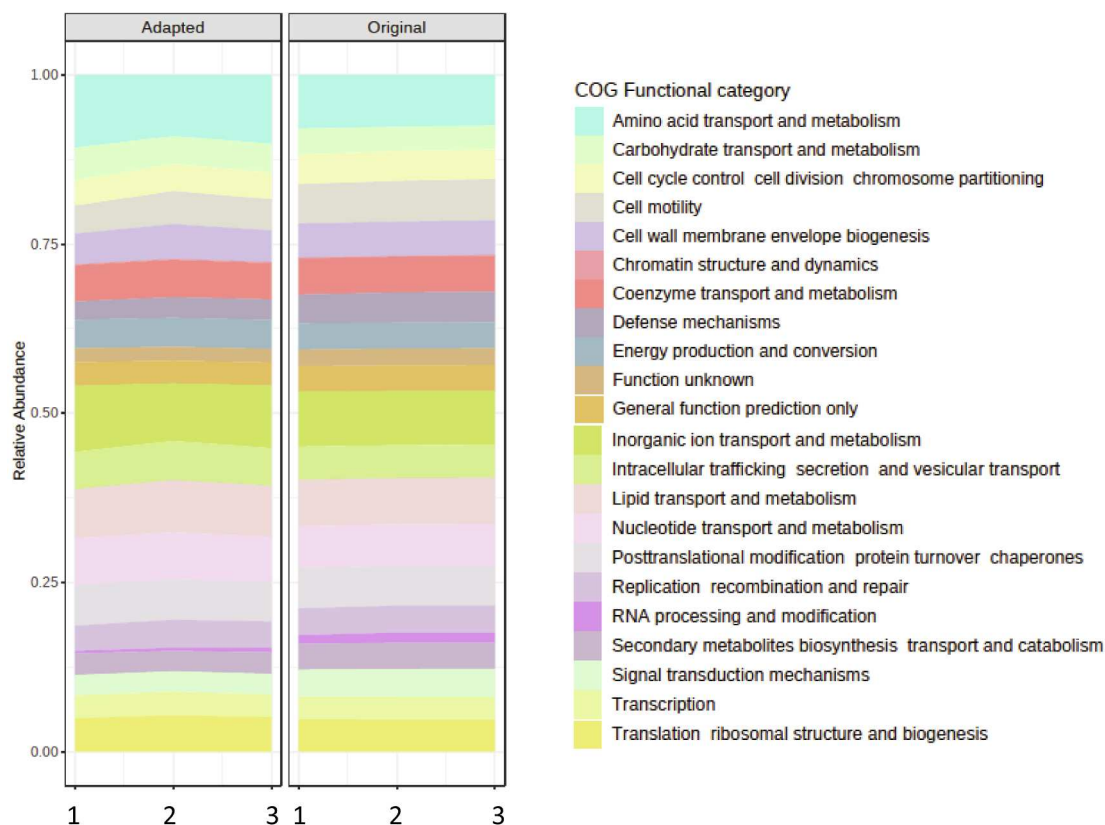 Adapted
Original
Relative Abundance
1.00
0.75
0.50
0.25
0.00
1 2 3
1 2 3
COG Functional category
Amino acid transport and metabolism
Carbohydrate transport and metabolism
Cell cycle control cell division chromosome partitioning
Cell motility
Cell wall membrane envelope biogenesis
Chromatin structure and dynamics
Coenzyme transport and metabolism
Defense mechanisms
Energy production and conversion
Function unknown
General function prediction only
Inorganic ion transport and metabolism
Intracellular trafficking secretion and vesicular transport
Lipid transport and metabolism
Nucleotide transport and metabolism
Posttranslational modification protein turnover chaperones
Replication recombination and repair
RNA processing and modification
Secondary metabolites biosynthesis transport and catabolism
Signal transduction mechanisms
Transcription
Translation ribosomal structure and biogenesis